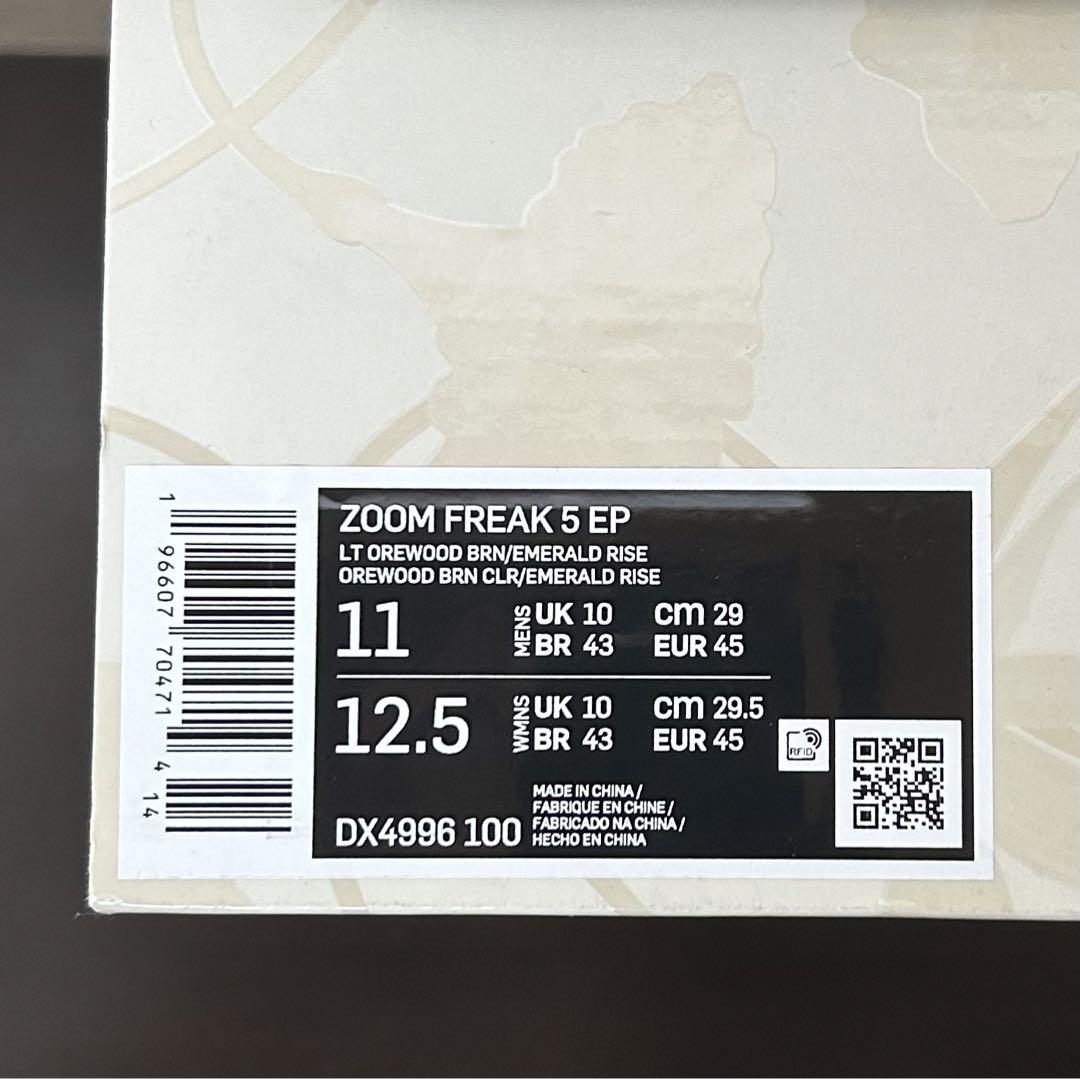 1 96607 70471 4 14
ZOOM FREAK 5 EP
LT OREWOOD BRN/EMERALD RISE
OREWOOD BRN CLR/EMERALD RISE
11 MENS UK 10 cm 29
BR 43 EUR 45
12.5 WMNS UK 10 cm 29.5
BR 43 EUR 45
RFID
DX4996 100
MADE IN CHINA /
FABRIQUE EN CHINE /
FABRICADO NA CHINA /
HECHO EN CHINA